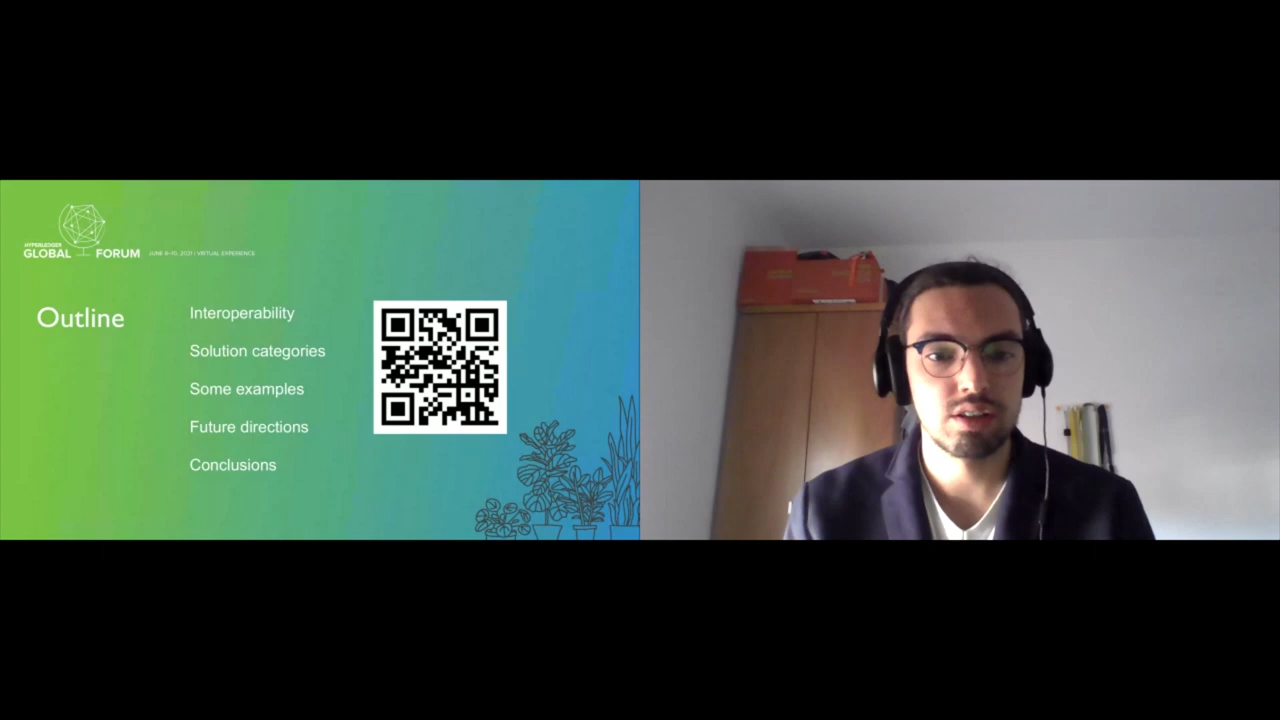 HYPERLEDGER
GLOBAL FORUM JUNE 8-10, 2021 | VIRTUAL EXPERIENCE
Outline
Interoperability
Solution categories
Some examples
Future directions
Conclusions